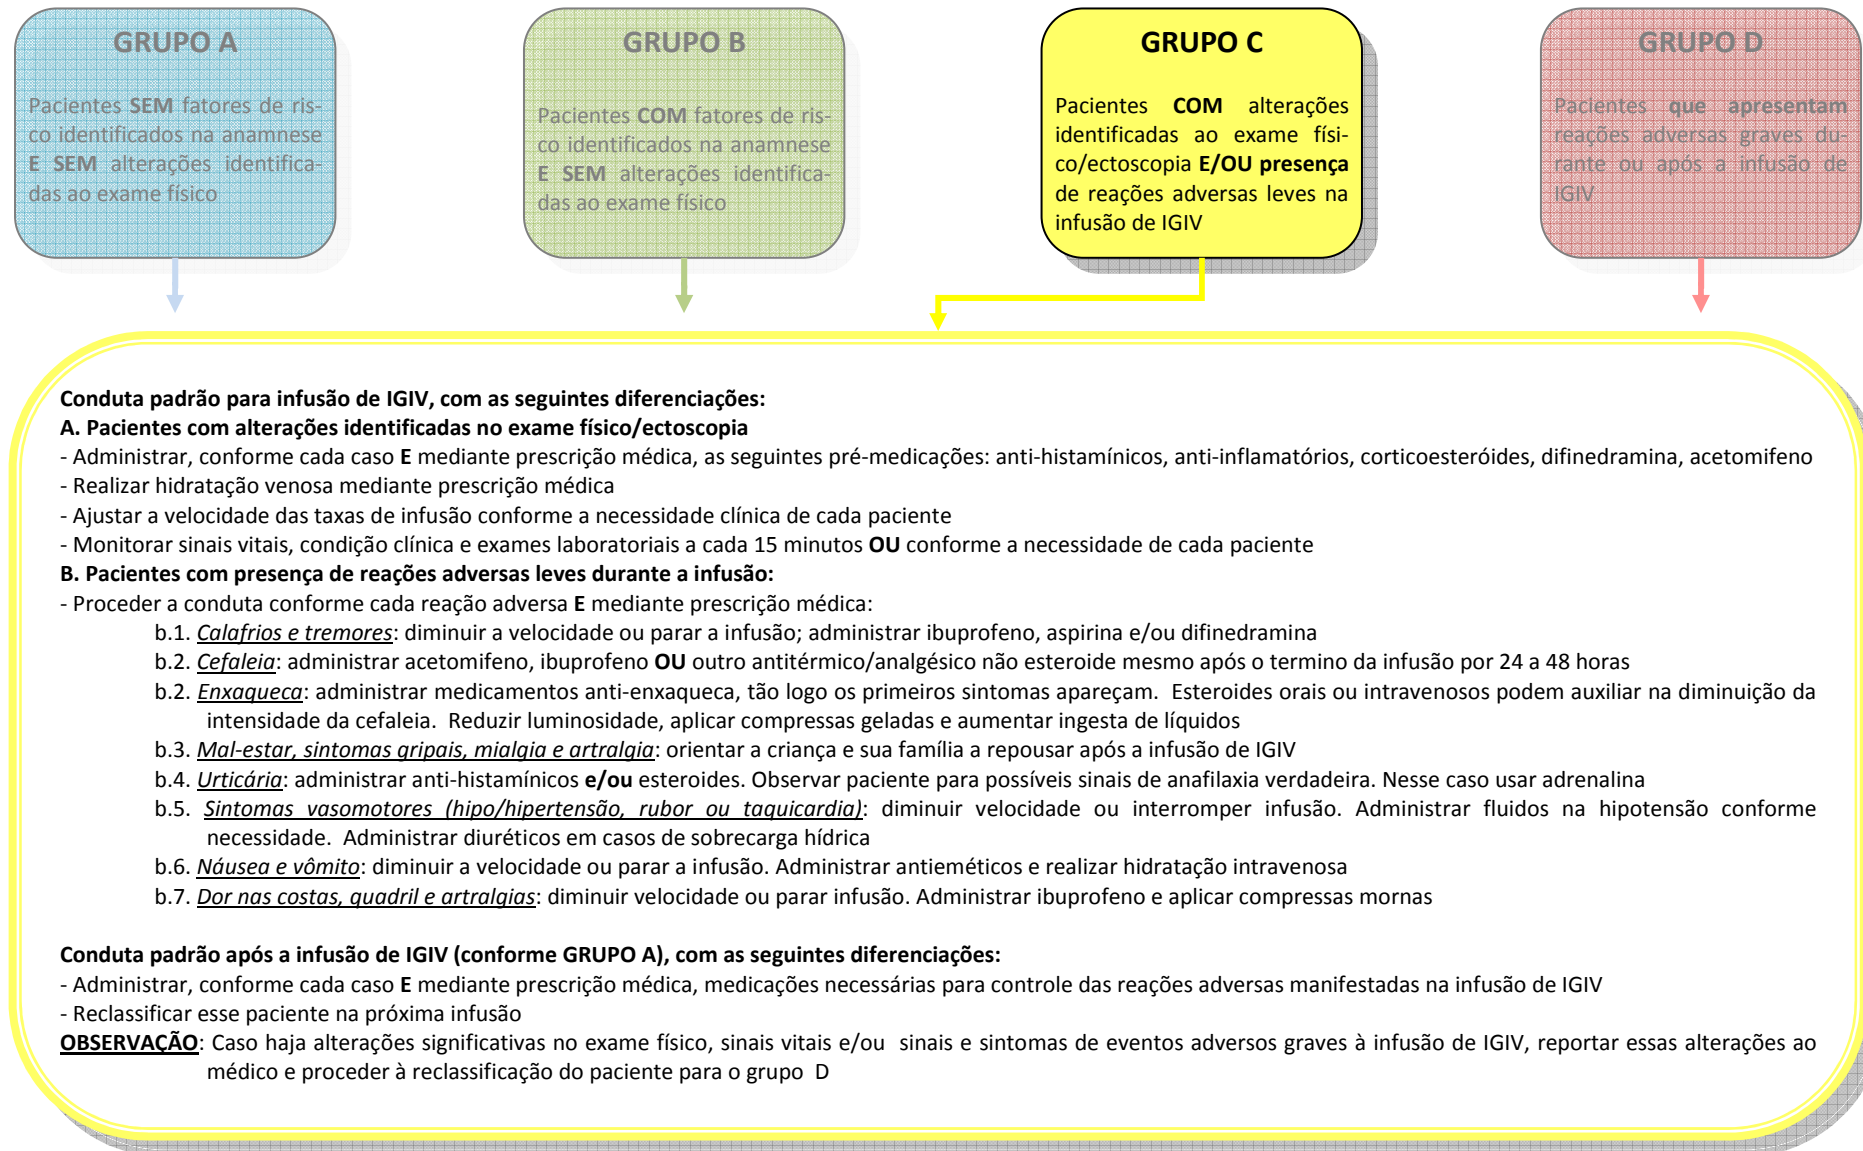 GRUPO A
Pacientes SEM fatores de ris-
co identificados na anamnese
E SEM alterações identifica-
das ao exame físico
GRUPO B
Pacientes COM fatores de ris-
co identificados na anamnese
E SEM alterações identifica-
das ao exame físico
GRUPO C
Pacientes COM alterações
identificadas ao exame físi-
co/ectoscopia E/OU presença
de reações adversas leves na
infusão de IGIV
GRUPO D
Pacientes que apresentam
reações adversas graves du-
rante ou após a infusão de
IGIV
Conduta padrão para infusão de IGIV, com as seguintes diferenciações:
A. Pacientes com alterações identificadas no exame físico/ectoscopia
- Administrar, conforme cada caso E mediante prescrição médica, as seguintes pré-medicações: anti-histamínicos, anti-inflamatórios, corticoesteróides, difinedramina, acetomifeno
- Realizar hidratação venosa mediante prescrição médica
- Ajustar a velocidade das taxas de infusão conforme a necessidade clínica de cada paciente
- Monitorar sinais vitais, condição clínica e exames laboratoriais a cada 15 minutos OU conforme a necessidade de cada paciente
B. Pacientes com presença de reações adversas leves durante a infusão:
- Proceder a conduta conforme cada reação adversa E mediante prescrição médica:
b.1. Calafrios e tremores: diminuir a velocidade ou parar a infusão; administrar ibuprofeno, aspirina e/ou difinedramina
b.2. Cefaleia: administrar acetomifeno, ibuprofeno OU outro antitérmico/analgésico não esteroide mesmo após o termino da infusão por 24 a 48 horas
b.2. Enxaqueca: administrar medicamentos anti-enxaqueca, tão logo os primeiros sintomas apareçam. Esteroides orais ou intravenosos podem auxiliar na diminuição da
intensidade da cefaleia. Reduzir luminosidade, aplicar compressas geladas e aumentar ingesta de líquidos
b.3. Mal-estar, sintomas gripais, mialgia e artralgia: orientar a criança e sua família a repousar após a infusão de IGIV
b.4. Urticária: administrar anti-histamínicos e/ou esteroides. Observar paciente para possíveis sinais de anafilaxia verdadeira. Nesse caso usar adrenalina
b.5. Sintomas vasomotores (hipo/hipertensão, rubor ou taquicardia): diminuir velocidade ou interromper infusão. Administrar fluidos na hipotensão conforme
necessidade. Administrar diuréticos em casos de sobrecarga hídrica
b.6. Náusea e vômito: diminuir a velocidade ou parar a infusão. Administrar antieméticos e realizar hidratação intravenosa
b.7. Dor nas costas, quadril e artralgias: diminuir velocidade ou parar infusão. Administrar ibuprofeno e aplicar compressas mornas
Conduta padrão após a infusão de IGIV (conforme GRUPO A), com as seguintes diferenciações:
- Administrar, conforme cada caso E mediante prescrição médica, medicações necessárias para controle das reações adversas manifestadas na infusão de IGIV
- Reclassificar esse paciente na próxima infusão
OBSERVAÇÃO: Caso haja alterações significativas no exame físico, sinais vitais e/ou sinais e sintomas de eventos adversos graves à infusão de IGIV, reportar essas alterações ao
médico e proceder à reclassificação do paciente para o grupo D